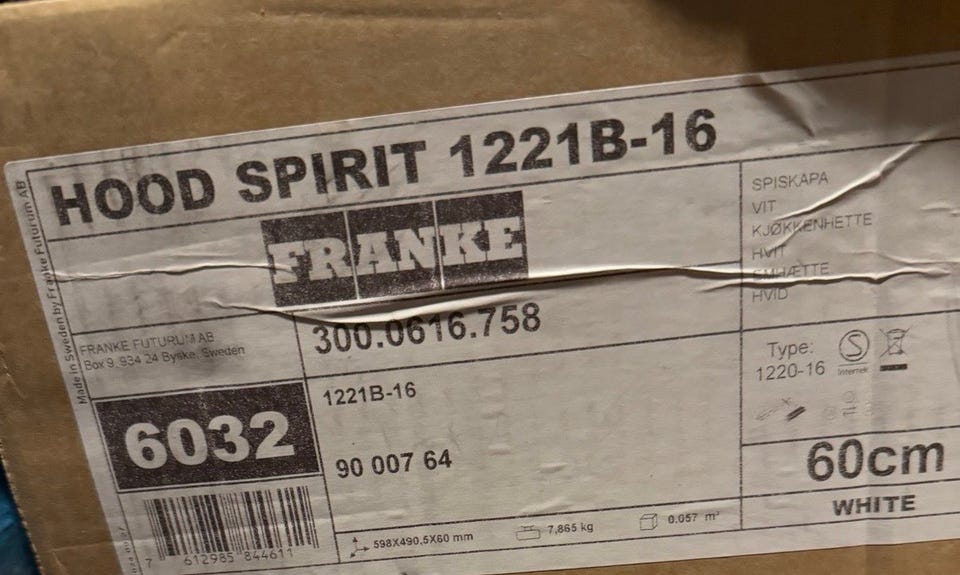 HOOD SPIRIT 1221B-16
FRANKE
SPISKAPA
VIT
KJØKKENHETTE
HVIT
EMHÆTTE
HVID
Made in Sweden by Franke Futurum AB
FRANKE FUTURUM AB
Box 9, 934 24 Byske, Sweden
300.0616.758
Type:
1220-16
S
Intertek
6032
1221B-16
90 007 64
60cm
WHITE
7 612985 844611
598X490,5X60 mm
7,865 kg
0.057 m³